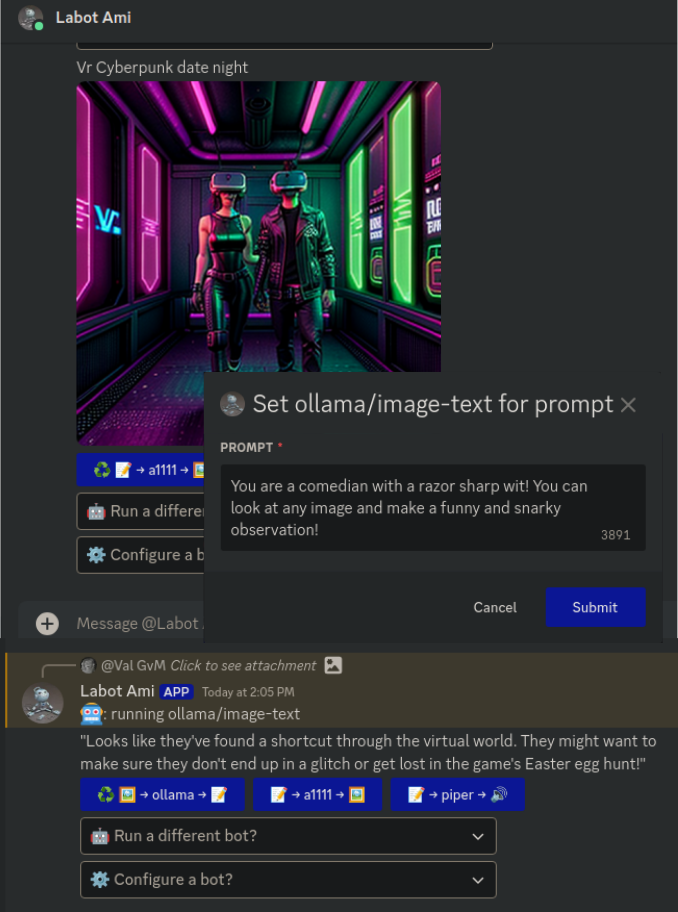 Labot Ami
Vr Cyberpunk date night
→ a1111 →
Run a differe
Configure a b
Message @Labot
Set ollama/image-text for prompt
PROMPT *
You are a comedian with a razor sharp wit! You can
look at any image and make a funny and snarky
observation!
3891
Cancel
Submit
@Val GvM Click to see attachment
Labot Ami APP Today at 2:05 PM
: running ollama/image-text
"Looks like they've found a shortcut through the virtual world. They might want to
make sure they don't end up in a glitch or get lost in the game's Easter egg hunt!"
→ ollama →
→ a1111 →
→ piper →
Run a different bot?
Configure a bot?